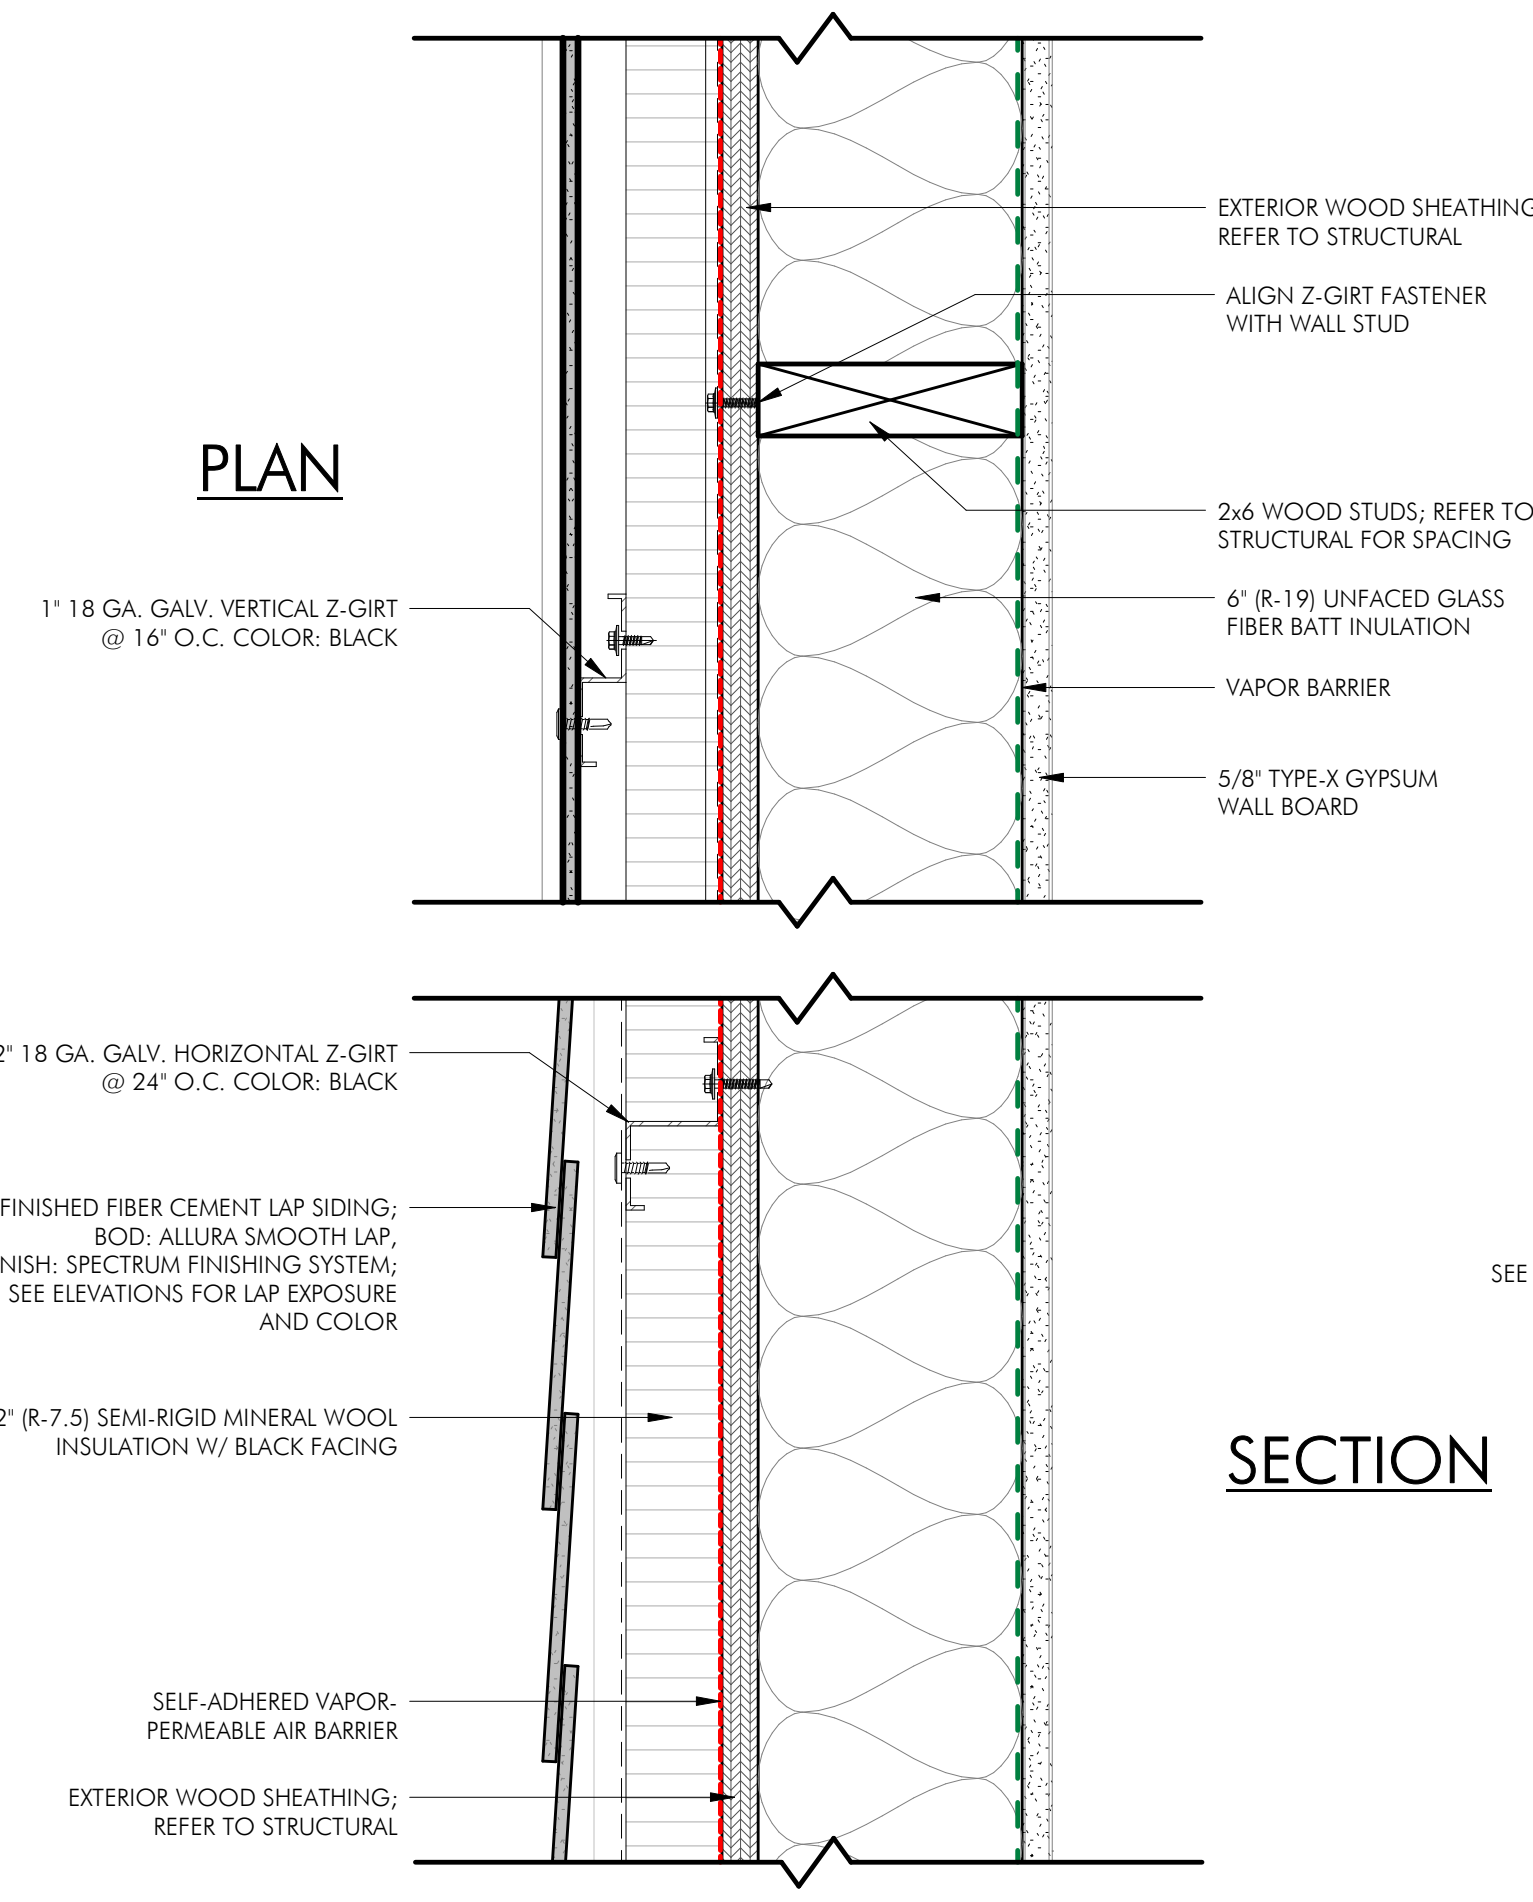 EXTERIOR WOOD SHEATHING
REFER TO STRUCTURAL
ALIGN Z-GIRT FASTENER
WITH WALL STUD
PLAN
2x6 WOOD STUDS; REFER TO
STRUCTURAL FOR SPACING
1" 18 GA. GALV. VERTICAL Z-GIRT
@ 16" O.C. COLOR: BLACK
6" (R-19) UNFACED GLASS
FIBER BATT INULATION
VAPOR BARRIER
5/8" TYPE-X GYPSUM
WALL BOARD
2" 18 GA. GALV. HORIZONTAL Z-GIRT
@ 24" O.C. COLOR: BLACK
FINISHED FIBER CEMENT LAP SIDING;
BOD: ALLURA SMOOTH LAP,
NISH: SPECTRUM FINISHING SYSTEM;
SEE ELEVATIONS FOR LAP EXPOSURE
AND COLOR
SEE
2" (R-7.5) SEMI-RIGID MINERAL WOOL
INSULATION W/ BLACK FACING
SECTION
SELF-ADHERED VAPOR-
PERMEABLE AIR BARRIER
EXTERIOR WOOD SHEATHING;
REFER TO STRUCTURAL